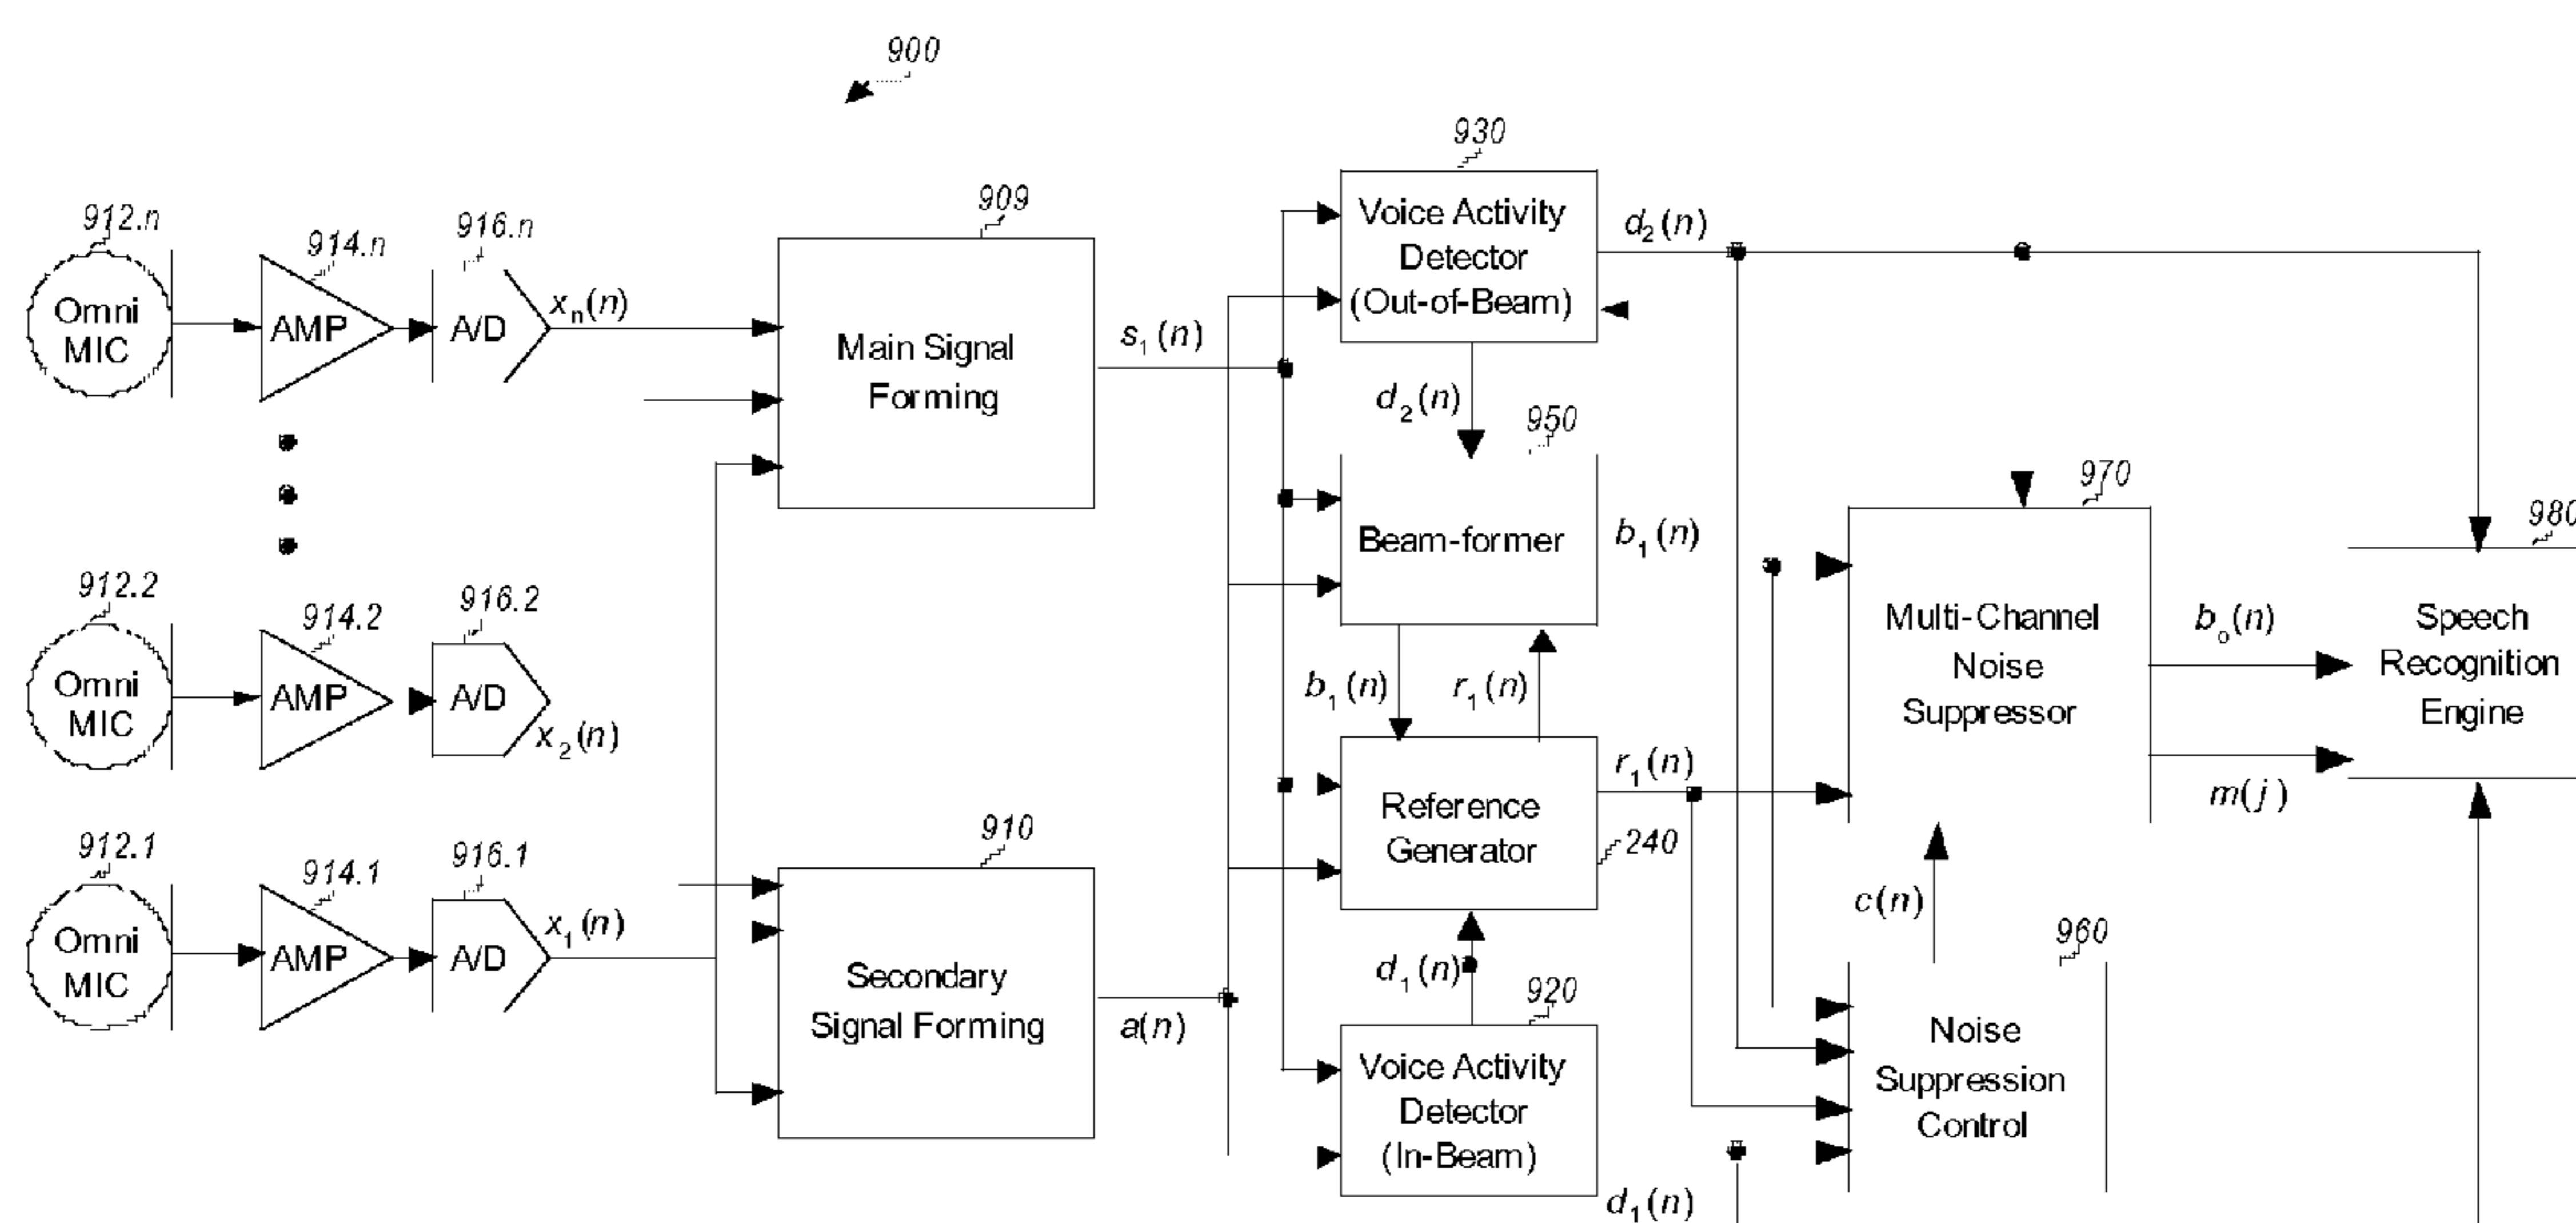 900
930
909
912.n
914.n
916.n
Omni
MIC
AMP
A/D
xn(n)
Main Signal
Forming
s1(n)
Voice Activity
Detector
(Out-of-Beam)
d2(n)
d2(n)
950
Beam-former
b1(n)
970
980
912.2
914.2
916.2
Omni
MIC
AMP
A/D
x2(n)
b1(n)
r1(n)
Multi-Channel
Noise
Suppressor
bo(n)
m(j)
Speech
Recognition
Engine
912.1
914.1
916.1
Omni
MIC
AMP
A/D
x1(n)
910
Secondary
Signal Forming
a(n)
Reference
Generator
r1(n)
240
d1(n)
920
Voice Activity
Detector
(In-Beam)
d1(n)
c(n)
960
Noise
Suppression
Control